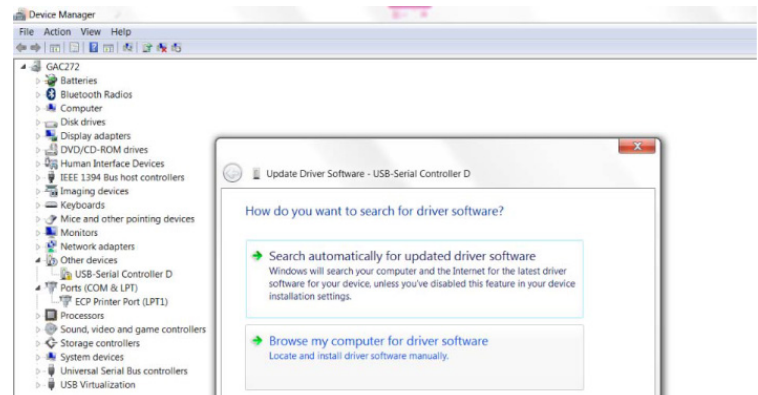 Device Manager
File Action View Help
GAC272
Batteries
Bluetooth Radios
Computer
Disk drives
Display adapters
DVD/CD-ROM drives
Human Interface Devices
IEEE 1394 Bus host controllers
Imaging devices
Keyboards
Mice and other pointing devices
Monitors
Network adapters
Other devices
USB-Serial Controller D
Ports (COM & LPT)
ECP Printer Port (LPT1)
Processors
Sound, video and game controllers
Storage controllers
System devices
Universal Serial Bus controllers
USB Virtualization
Update Driver Software - USB-Serial Controller D
How do you want to search for driver software?
Search automatically for updated driver software
Windows will search your computer and the Internet for the latest driver
software for your device, unless you've disabled this feature in your device
installation settings.
Browse my computer for driver software
Locate and install driver software manually.